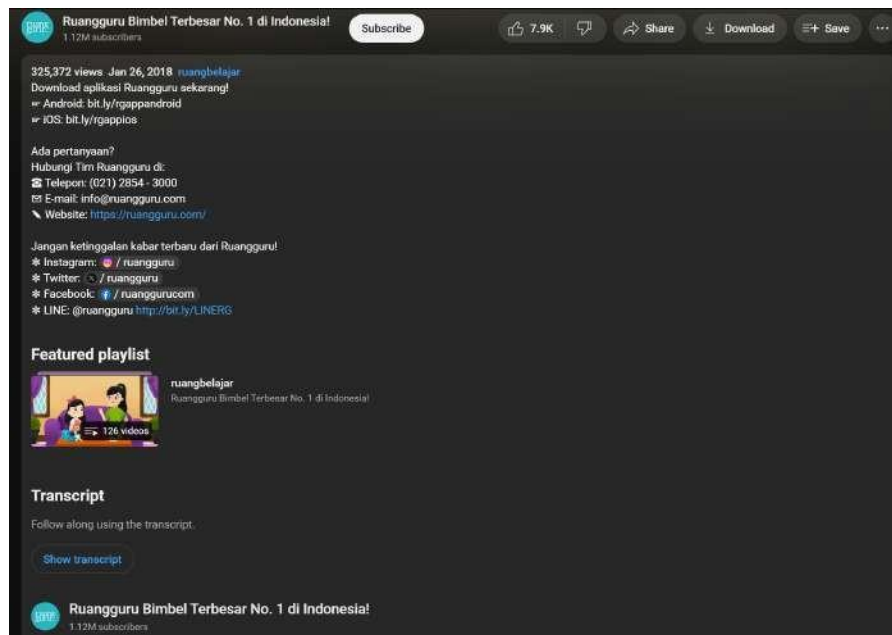 Ruangguru Bimbel Terbesar No. 1 di Indonesia!
1.12M subscribers
Subscribe
7.9K
Share
Download
Save
325,372 views Jan 26, 2018 ruangbelajar
Download aplikasi Ruangguru sekarang!
☞ Android: bit.ly/rgappandroid
☞ iOS: bit.ly/rgappios
Ada pertanyaan?
Hubungi Tim Ruangguru di:
☎ Telepon: (021) 2854 - 3000
✉ E-mail: info@ruangguru.com
✎ Website: https://ruangguru.com/
Jangan ketinggalan kabar terbaru dari Ruangguru!
✻ Instagram: / ruangguru
✻ Twitter: / ruangguru
✻ Facebook: / ruanggurucom
✻ LINE: @ruangguru http://bit.ly/LINERG
Featured playlist
ruangbelajar
Ruangguru Bimbel Terbesar No. 1 di Indonesia!
126 videos
Transcript
Follow along using the transcript.
Show transcript
Ruangguru Bimbel Terbesar No. 1 di Indonesia!
1.12M subscribers